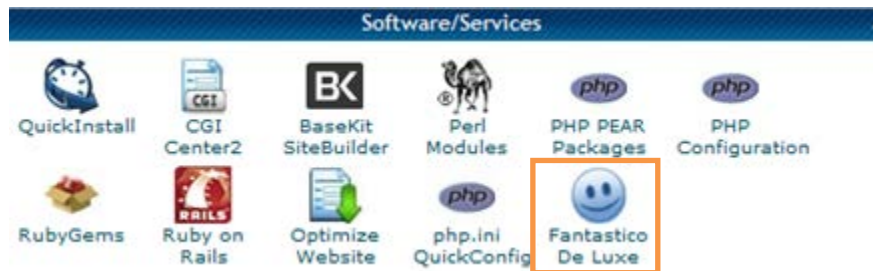 Software/Services
CGI
BK
®
php
php
QuickInstall
CGI
Center2
BaseKit
SiteBuilder
Perl
Modules
PHP PEAR
Packages
PHP
Configuration
RAILS
php
RubyGems
Ruby on
Rails
Optimize
Website
php.ini
QuickConfig
Fantastico
De Luxe